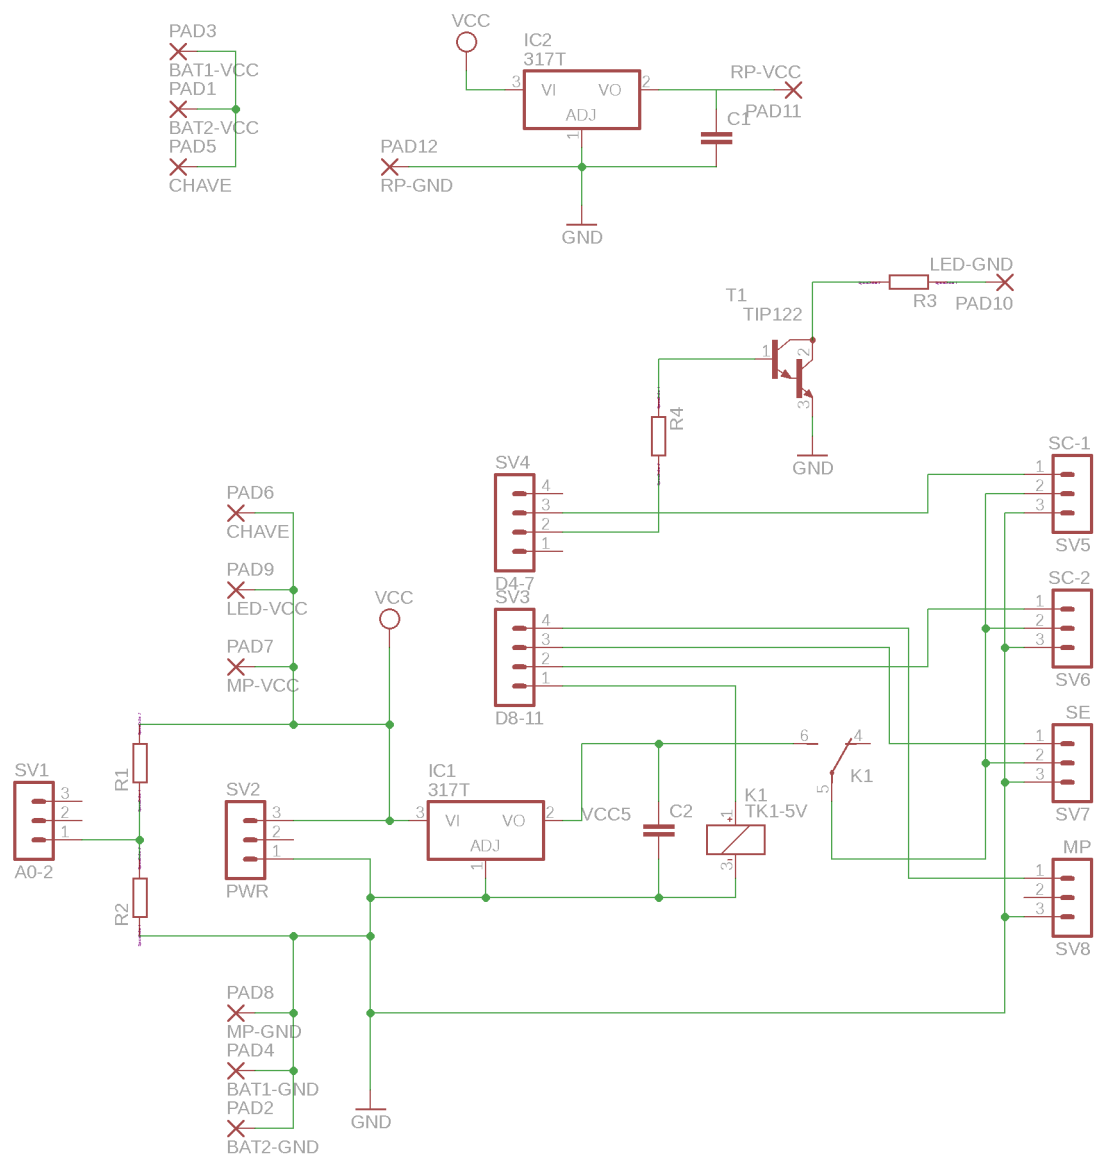 PAD3
BAT1-VCC
PAD1
BAT2-VCC
PAD5
CHAVE
VCC
IC2
317T
3
VI
VO
2
ADJ
1
RP-VCC
PAD11
C1
PAD12
RP-GND
GND
LED-GND
R3
PAD10
T1
TIP122
1
2
3
R4
GND
SV4
4
3
2
1
D4-7
SV3
4
3
2
1
D8-11
SC-1
1
2
3
SV5
SC-2
1
2
3
SV6
SE
1
2
3
SV7
MP
1
2
3
SV8
PAD6
CHAVE
PAD9
LED-VCC
PAD7
MP-VCC
VCC
SV1
3
2
1
A0-2
R1
R2
SV2
3
2
1
PWR
IC1
317T
3
VI
VO
2
ADJ
1
VCC5
C2
K1
TK1-5V
1
3
6
4
5
K1
PAD8
MP-GND
PAD4
BAT1-GND
PAD2
BAT2-GND
GND